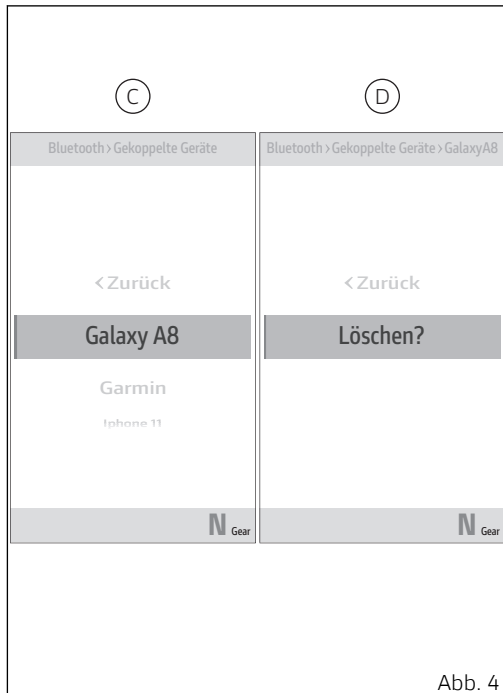 C
Bluetooth › Gekoppelte Geräte
‹ Zurück
Galaxy A8
Garmin
Iphone 11
N Gear
D
Bluetooth › Gekoppelte Geräte › GalaxyA8
‹ Zurück
Löschen?
N Gear
Abb. 4